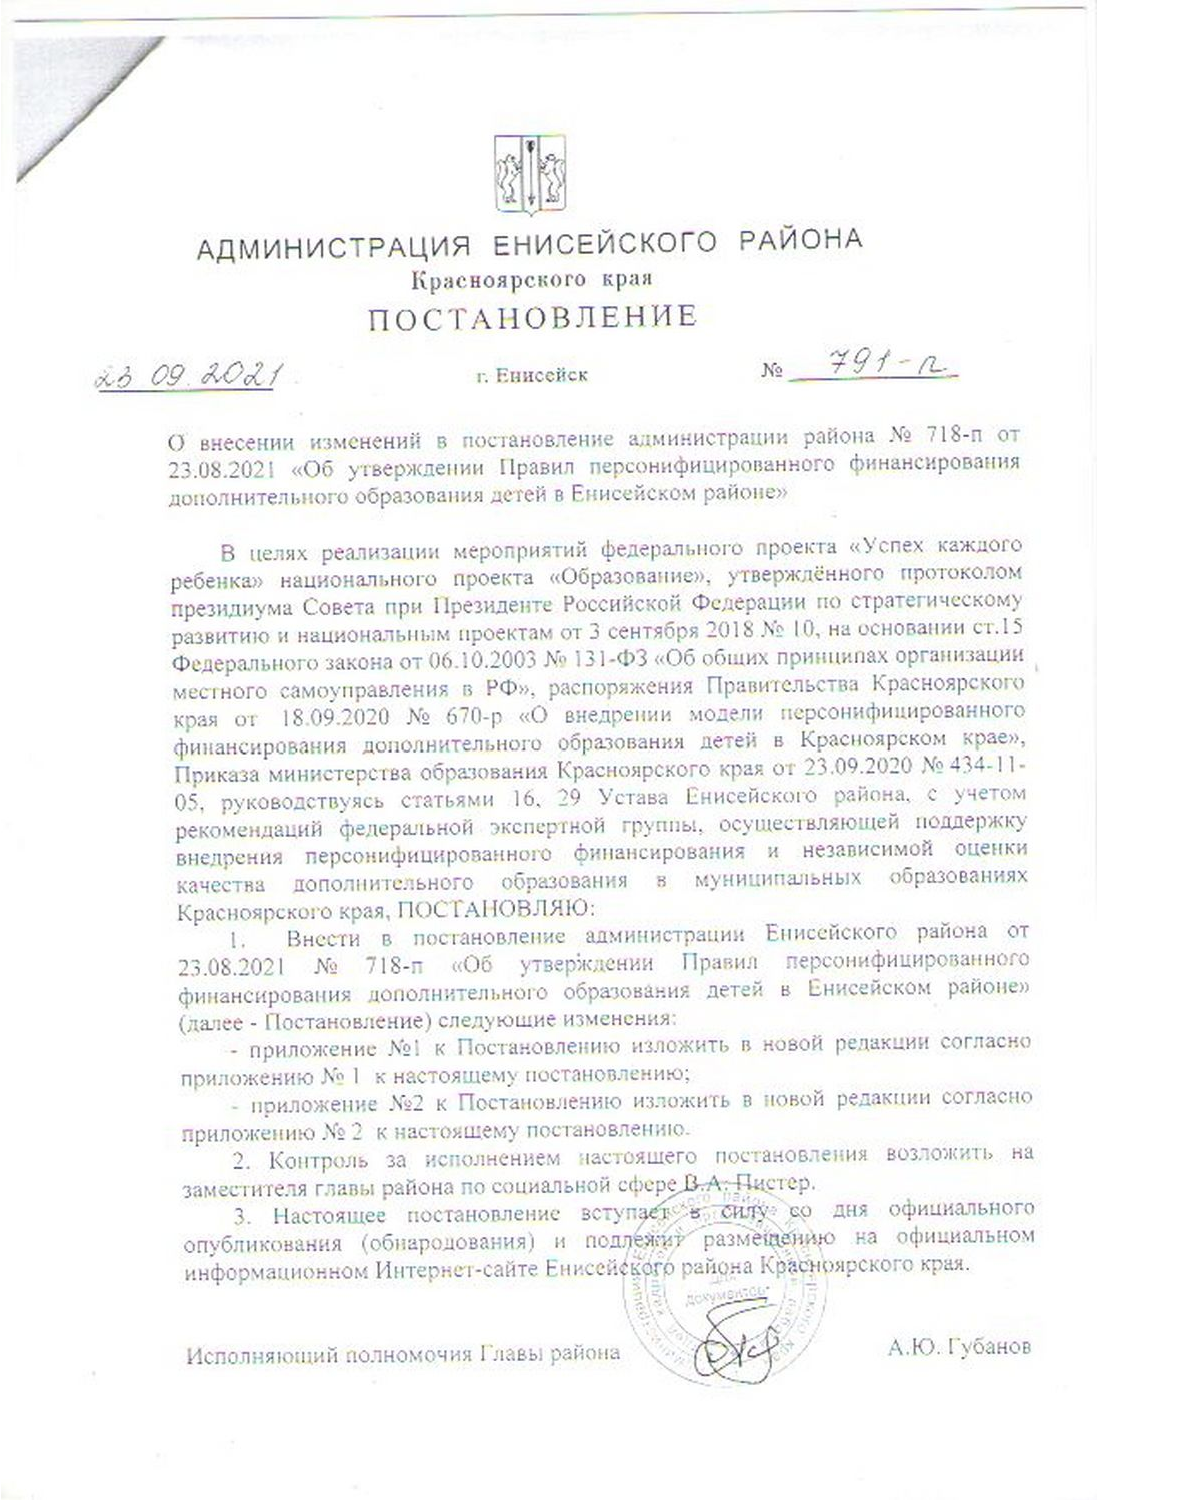 АДМИНИСТРАЦИЯ ЕНИСЕЙСКОГО РАЙОНА
Красноярского края
ПОСТАНОВЛЕНИЕ
23 09.2021 г. Енисейск № 791-п
О внесении изменений в постановление администрации района № 718-п от
23.08.2021 «Об утверждении Правил персонифицированного финансирования
дополнительного образования детей в Енисейском районе»
В целях реализации мероприятий федерального проекта «Успех каждого
ребенка» национального проекта «Образование», утверждённого протоколом
президиума Совета при Президенте Российской Федерации по стратегическому
развитию и национальным проектам от 3 сентября 2018 № 10, на основании ст.15
Федерального закона от 06.10.2003 № 131-ФЗ «Об общих принципах организации
местного самоуправления в РФ», распоряжения Правительства Красноярского
края от 18.09.2020 № 670-р «О внедрении модели персонифицированного
финансирования дополнительного образования детей в Красноярском крае»,
Приказа министерства образования Красноярского края от 23.09.2020 № 434-11-
05, руководствуясь статьями 16, 29 Устава Енисейского района, с учетом
рекомендаций федеральной экспертной группы, осуществляющей поддержку
внедрения персонифицированного финансирования и независимой оценки
качества дополнительного образования в муниципальных образованиях
Красноярского края, ПОСТАНОВЛЯЮ:
1. Внести в постановление администрации Енисейского района от
23.08.2021 № 718-п «Об утверждении Правил персонифицированного
финансирования дополнительного образования детей в Енисейском районе»
(далее - Постановление) следующие изменения:
- приложение №1 к Постановлению изложить в новой редакции согласно
приложению № 1 к настоящему постановлению;
- приложение №2 к Постановлению изложить в новой редакции согласно
приложению № 2 к настоящему постановлению.
2. Контроль за исполнением настоящего постановления возложить на
заместителя главы района по социальной сфере В.А. Пистер.
3. Настоящее постановление вступает в силу со дня официального
опубликования (обнародования) и подлежит размещению на официальном
информационном Интернет-сайте Енисейского района Красноярского края.
документов
Исполняющий полномочия Главы района А.Ю. Губанов